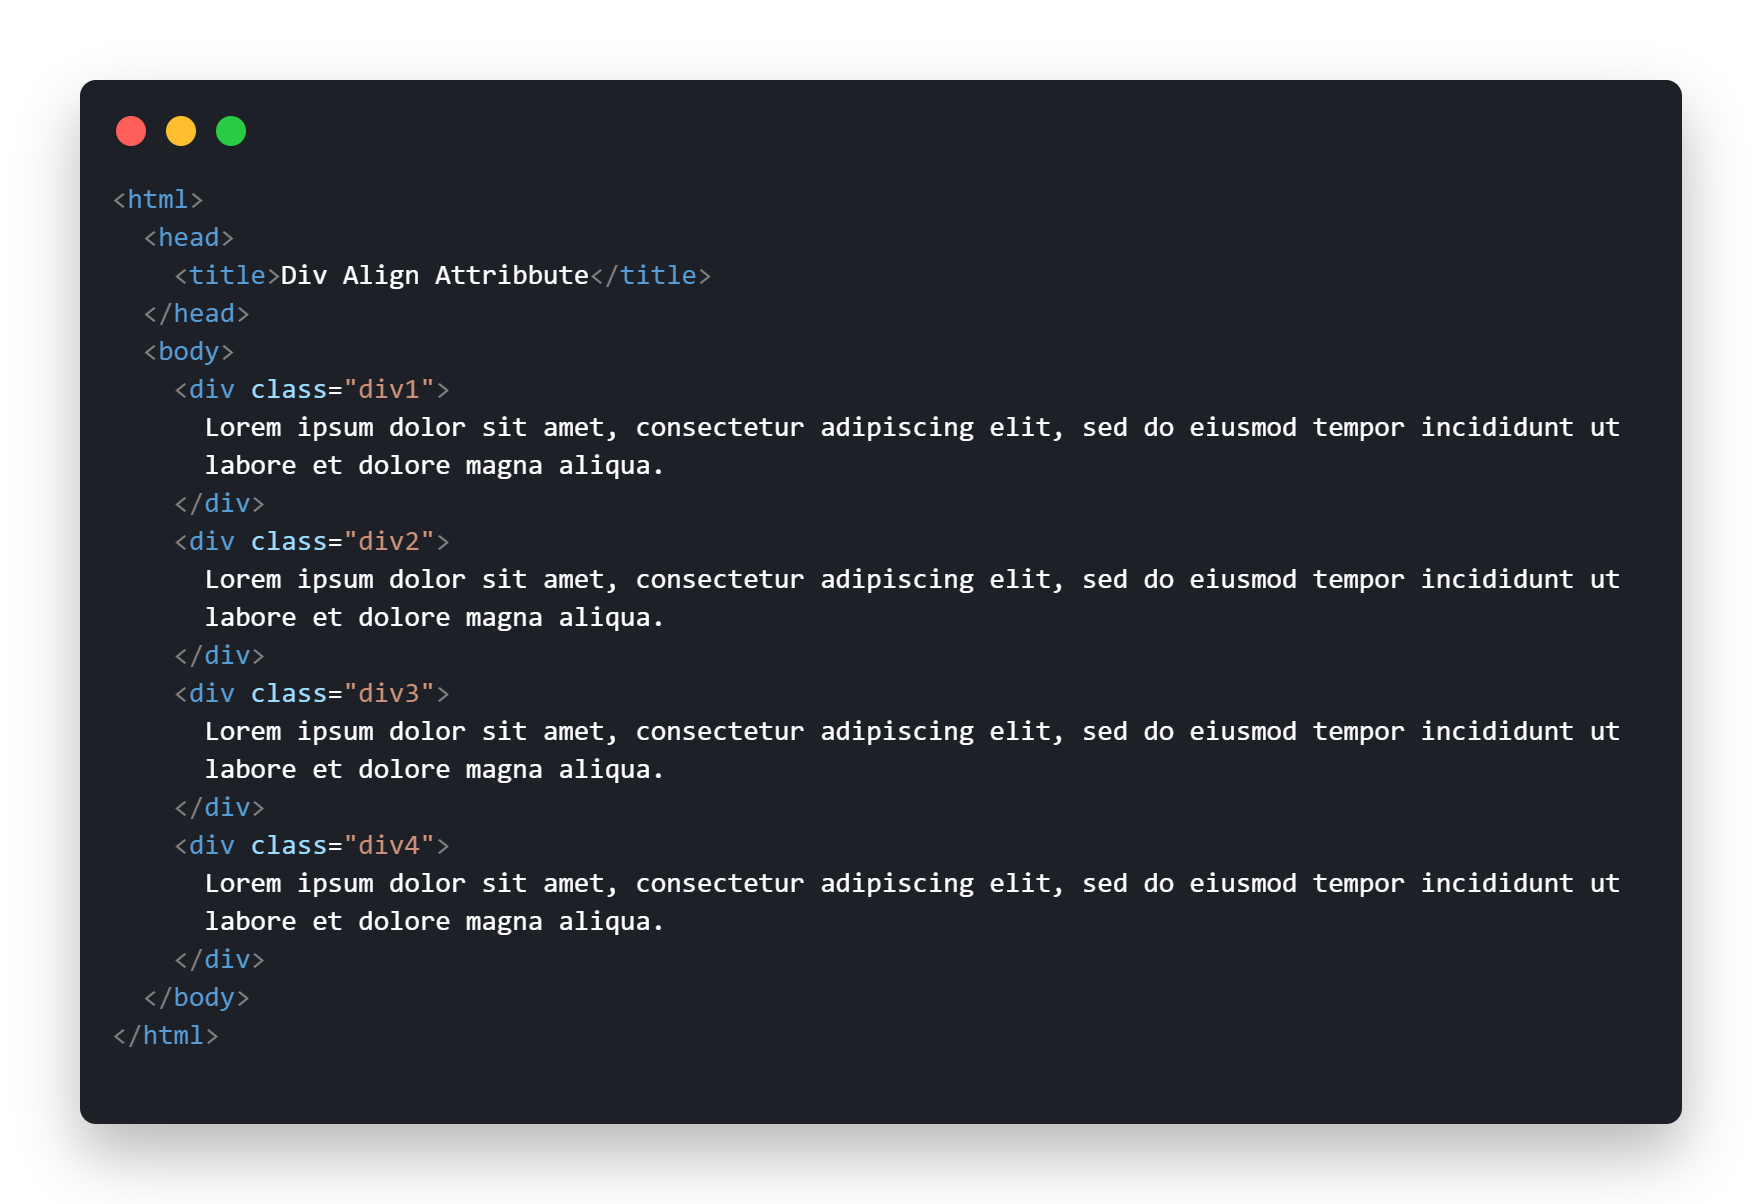 <html>
  <head>
    <title>Div Align Attribbute</title>
  </head>
  <body>
    <div class="div1">
      Lorem ipsum dolor sit amet, consectetur adipiscing elit, sed do eiusmod tempor incididunt ut
      labore et dolore magna aliqua.
    </div>
    <div class="div2">
      Lorem ipsum dolor sit amet, consectetur adipiscing elit, sed do eiusmod tempor incididunt ut
      labore et dolore magna aliqua.
    </div>
    <div class="div3">
      Lorem ipsum dolor sit amet, consectetur adipiscing elit, sed do eiusmod tempor incididunt ut
      labore et dolore magna aliqua.
    </div>
    <div class="div4">
      Lorem ipsum dolor sit amet, consectetur adipiscing elit, sed do eiusmod tempor incididunt ut
      labore et dolore magna aliqua.
    </div>
  </body>
</html>